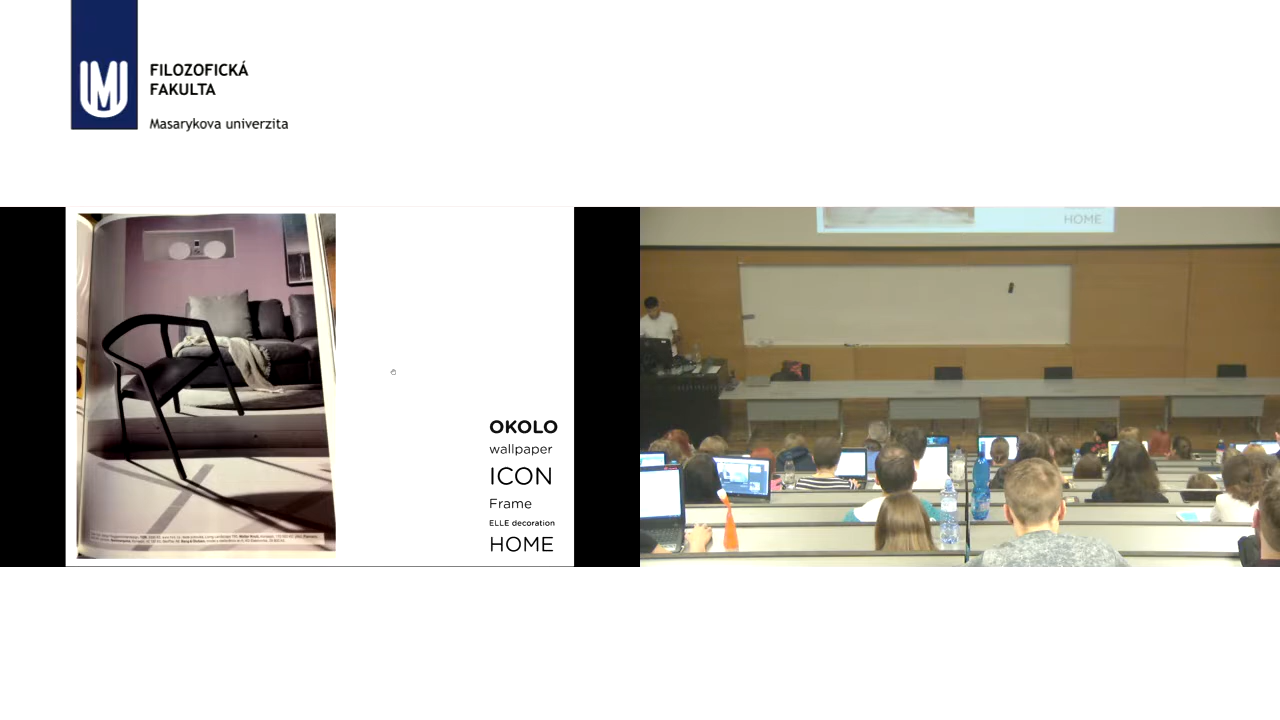 FILOZOFICKÁ
FAKULTA
Masarykova univerzita
OKOLO
wallpaper
ICON
Frame
ELLE decoration
HOME
HOME